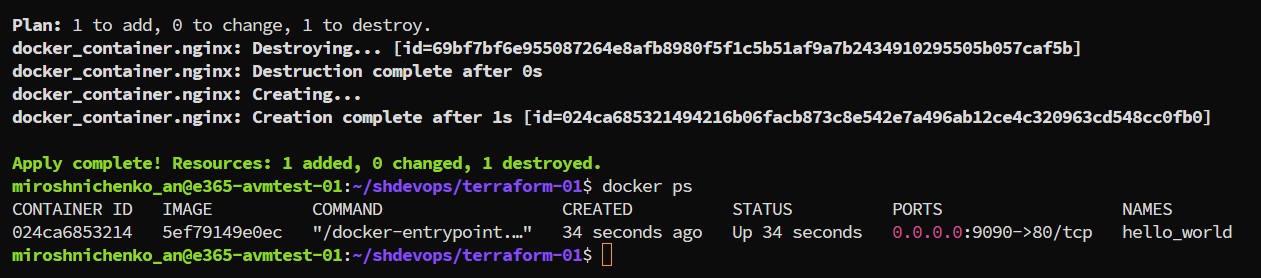 Plan: 1 to add, 0 to change, 1 to destroy.
docker_container.nginx: Destroying... [id=69bf7bf6e955087264e8afb8980f5f1c5b51af9a7b2434910295505b057caf5b]
docker_container.nginx: Destruction complete after 0s
docker_container.nginx: Creating...
docker_container.nginx: Creation complete after 1s [id=024ca685321494216b06facb873c8e542e7a496ab12ce4c320963cd548cc0fb0]
Apply complete! Resources: 1 added, 0 changed, 1 destroyed.
miroshnichenko_an@e365-avmtest-01:~/shdevops/terraform-01$ docker ps
CONTAINER ID IMAGE COMMAND CREATED STATUS PORTS NAMES
024ca6853214 5ef79149e0ec "/docker-entrypoint.…" 34 seconds ago Up 34 seconds 0.0.0.0:9090->80/tcp hello_world
miroshnichenko_an@e365-avmtest-01:~/shdevops/terraform-01$